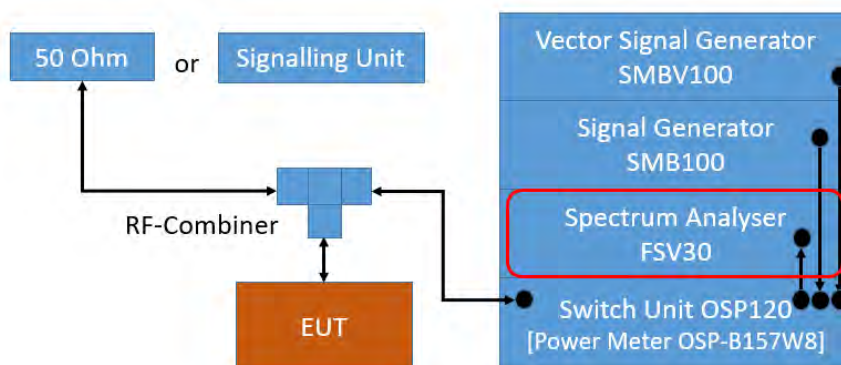 50 Ohm
or
Signalling Unit
Vector Signal Generator
SMBV100
Signal Generator
SMB100
RF-Combiner
Spectrum Analyser
FSV30
EUT
Switch Unit OSP120
[Power Meter OSP-B157W8]